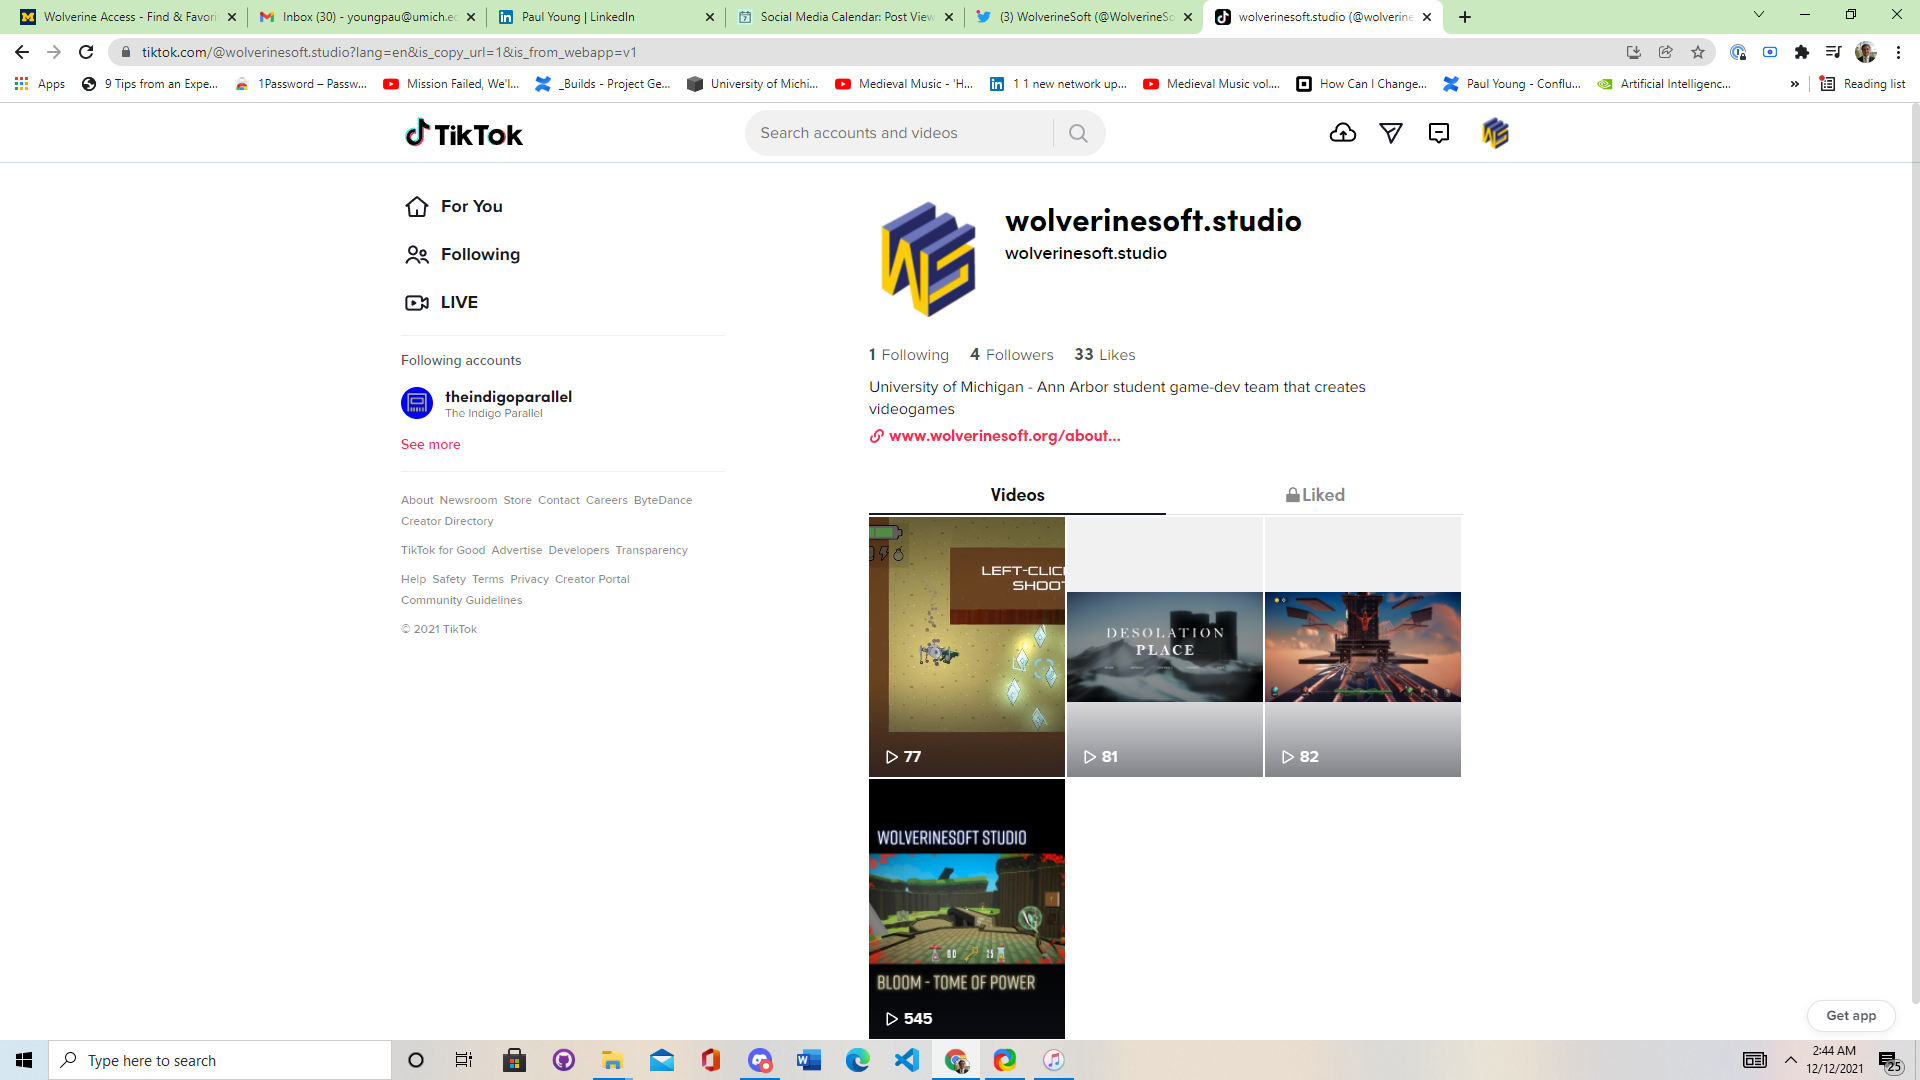 Wolverine Access - Find & Favori
Inbox (30) - youngpau@umich.ed
Paul Young | LinkedIn
Social Media Calendar: Post View
(3) WolverineSoft (@WolverineSo
wolverinesoft.studio (@wolverine
tiktok.com/@wolverinesoft.studio?lang=en&is_copy_url=1&is_from_webapp=v1
Apps
9 Tips from an Expe...
1Password – Passw...
Mission Failed, We'l...
_Builds - Project Ge...
University of Michi...
Medieval Music - 'H...
1 1 new network up...
Medieval Music vol....
How Can I Change...
Paul Young - Conflu...
Artificial Intelligenc...
»
Reading list
TikTok
Search accounts and videos
For You
Following
LIVE
Following accounts
theindigoparallel
The Indigo Parallel
See more
About Newsroom Store Contact Careers ByteDance
Creator Directory
TikTok for Good Advertise Developers Transparency
Help Safety Terms Privacy Creator Portal
Community Guidelines
© 2021 TikTok
wolverinesoft.studio
wolverinesoft.studio
1 Following 4 Followers 33 Likes
University of Michigan - Ann Arbor student game-dev team that creates
videogames
www.wolverinesoft.org/about...
Videos
Liked
LEFT-CLIC
SHOO
77
DESOLATION
PLACE
81
82
WOLVERINESOFT STUDIO
BLOOM - TOME OF POWER
545
Get app
Type here to search
2:44 AM
12/12/2021
25